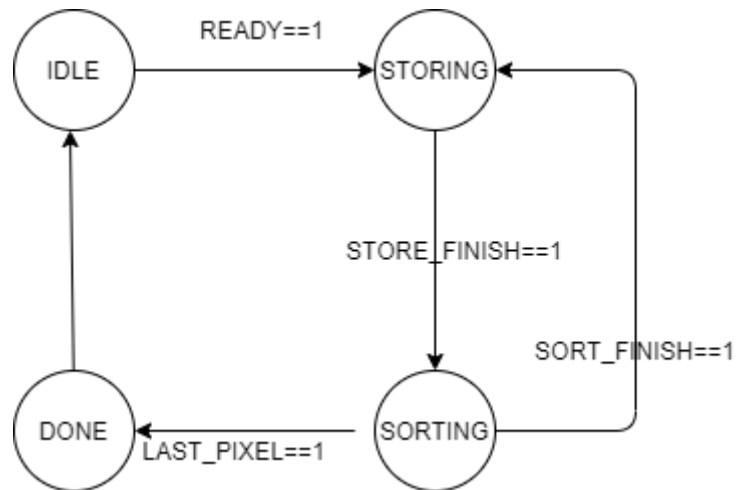 READY==1
IDLE
STORING
STORE_FINISH==1
SORT_FINISH==1
DONE
SORTING
LAST_PIXEL==1